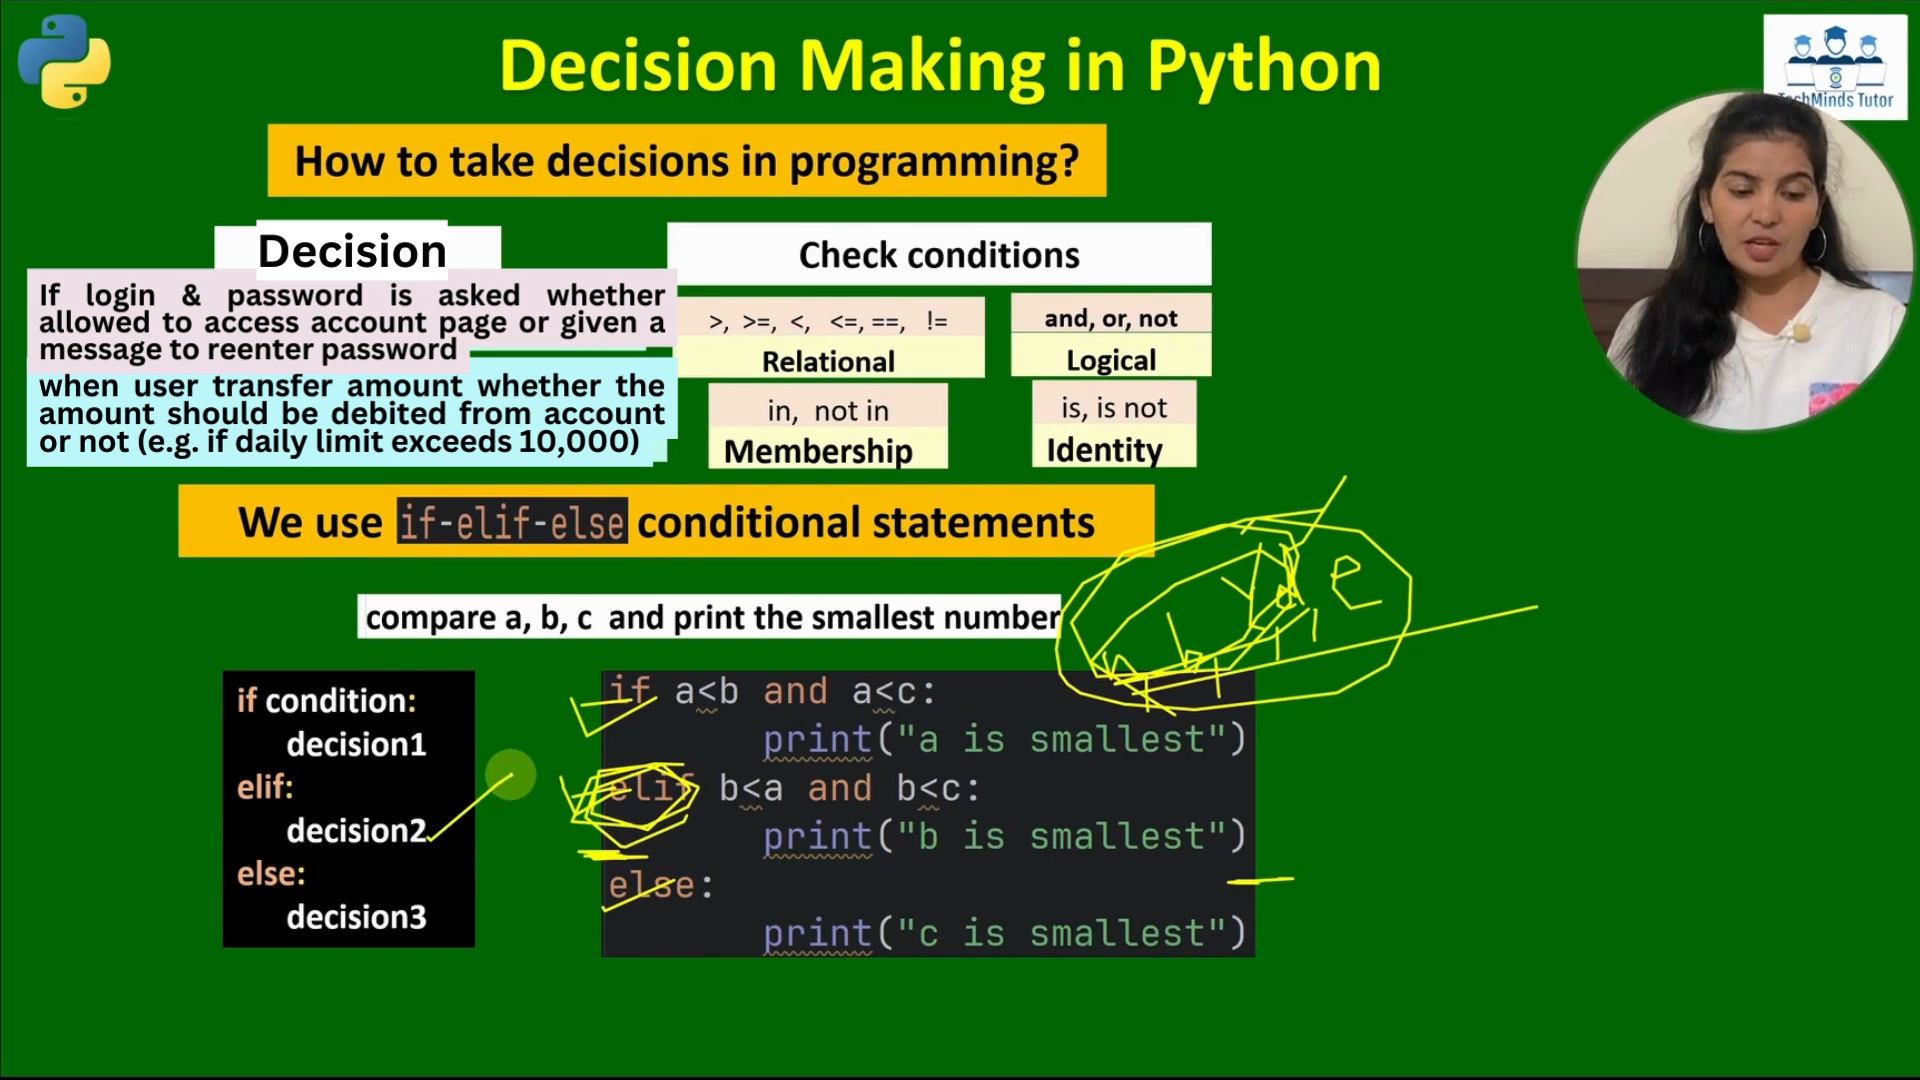 Decision Making in Python
TechMinds Tutor
How to take decisions in programming?
Decision
If login & password is asked whether
allowed to access account page or given a
message to reenter password
when user transfer amount whether the
amount should be debited from account
or not (e.g. if daily limit exceeds 10,000)
Check conditions
>, >=, <, <=, ==, !=
Relational
and, or, not
Logical
in, not in
Membership
is, is not
Identity
We use if-elif-else conditional statements
compare a, b, c and print the smallest number
e
if condition:
decision1
elif:
decision2
else:
decision3
if a<b and a<c:
print("a is smallest")
elif b<a and b<c:
print("b is smallest")
else:
print("c is smallest")